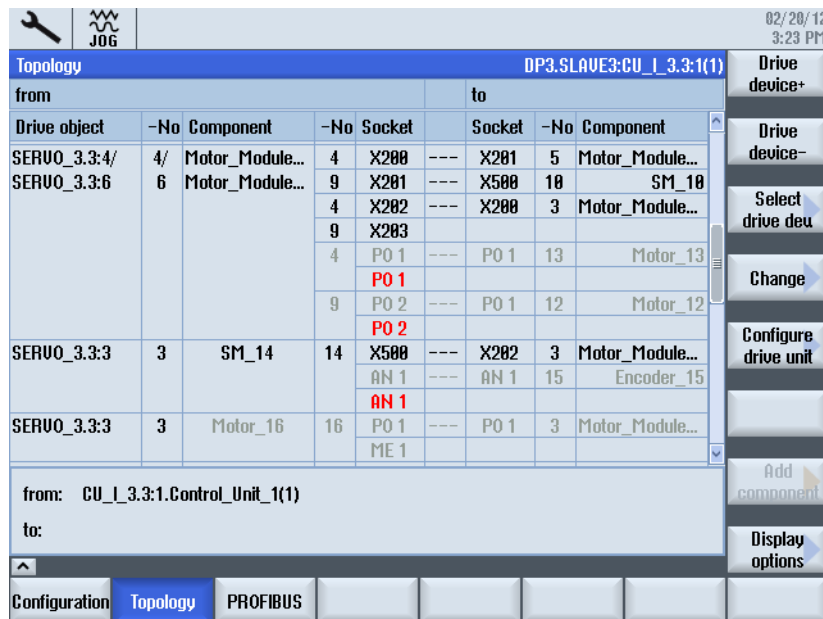 02/20/12
JOG
3:23 PM
Topology DP3.SLAVE3:CU_I_3.3:1(1)
from to
Drive object -No Component -No Socket Socket -No Component
SERVO_3.3:4/ 4/ Motor_Module... 4 X200 --- X201 5 Motor_Module...
SERVO_3.3:6 6 Motor_Module... 9 X201 --- X500 10 SM_10
4 X202 --- X200 3 Motor_Module...
9 X203
4 PO 1 --- PO 1 13 Motor_13
PO 1
9 PO 2 --- PO 1 12 Motor_12
PO 2
SERVO_3.3:3 3 SM_14 14 X500 --- X202 3 Motor_Module...
AN 1 --- AN 1 15 Encoder_15
AN 1
SERVO_3.3:3 3 Motor_16 16 PO 1 --- PO 1 3 Motor_Module...
ME 1
from: CU_I_3.3:1.Control_Unit_1(1)
to:
Drive
device+
Drive
device-
Select
drive dev.
Change
Configure
drive unit
Add
component
Display
options
Configuration Topology PROFIBUS